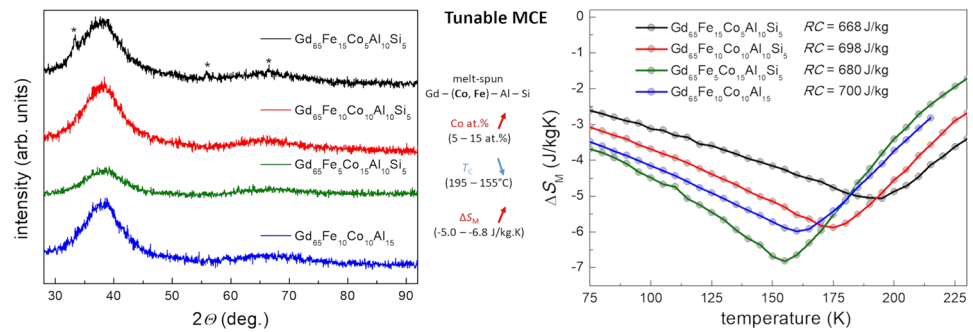 intensity (arb. units)
*
*
*
Gd65Fe15Co5Al10Si5
Gd65Fe10Co10Al10Si5
Gd65Fe5Co15Al10Si5
Gd65Fe10Co10Al15
30
40
50
60
70
80
90
2Θ (deg.)
Tunable MCE
melt-spun
Gd – (Co, Fe) – Al – Si
Co at.%
(5 – 15 at.%)
TC
(195 – 155°C)
ΔSM
(-5.0 – -6.8 J/kg.K)
ΔSM (J/kgK)
-2
-3
-4
-5
-6
-7
Gd65Fe15Co5Al10Si5 RC = 668 J/kg
Gd65Fe10Co10Al10Si5 RC = 698 J/kg
Gd65Fe5Co15Al10Si5 RC = 680 J/kg
Gd65Fe10Co10Al15 RC = 700 J/kg
75
100
125
150
175
200
225
temperature (K)